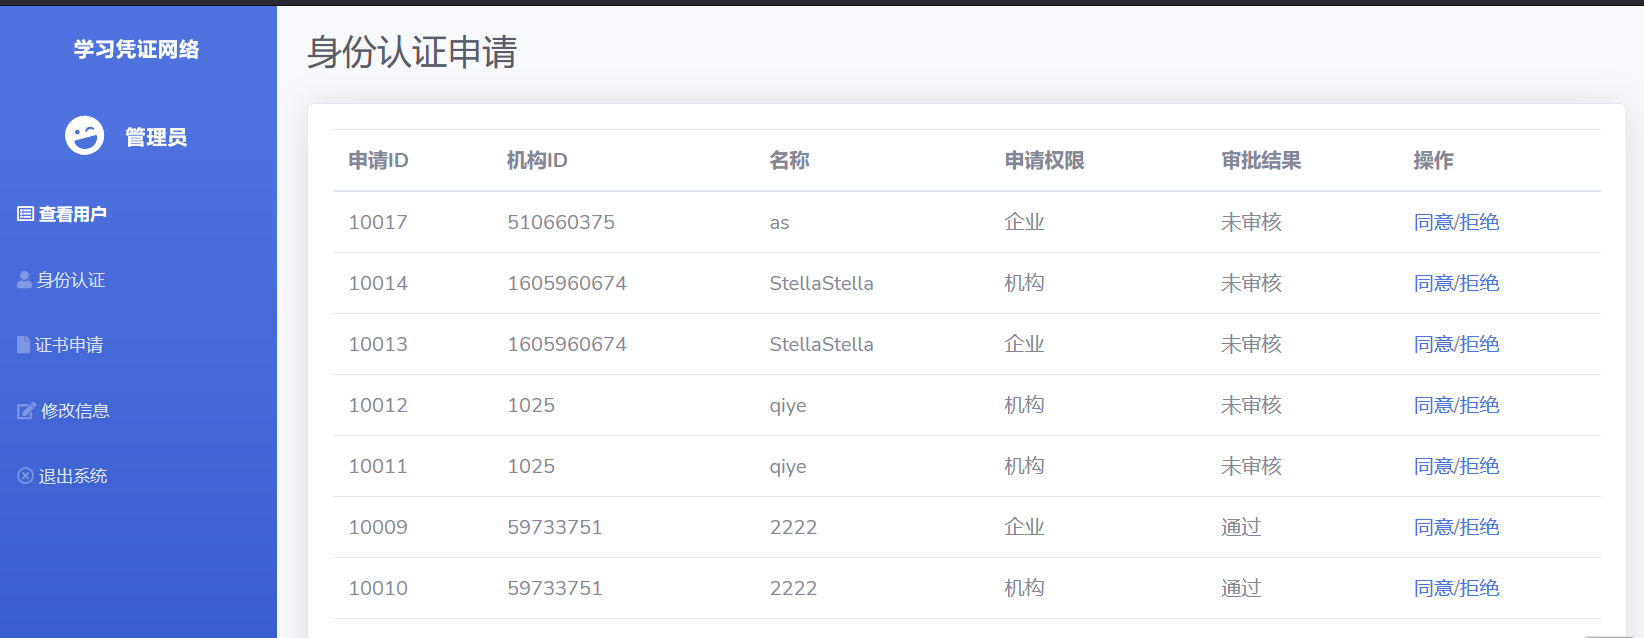 学习凭证网络
管理员
查看用户
身份认证
证书申请
修改信息
退出系统
身份认证申请
申请ID 机构ID 名称 申请权限 审批结果 操作
10017 510660375 as 企业 未审核 同意/拒绝
10014 1605960674 StellaStella 机构 未审核 同意/拒绝
10013 1605960674 StellaStella 企业 未审核 同意/拒绝
10012 1025 qiye 机构 未审核 同意/拒绝
10011 1025 qiye 机构 未审核 同意/拒绝
10009 59733751 2222 企业 通过 同意/拒绝
10010 59733751 2222 机构 通过 同意/拒绝